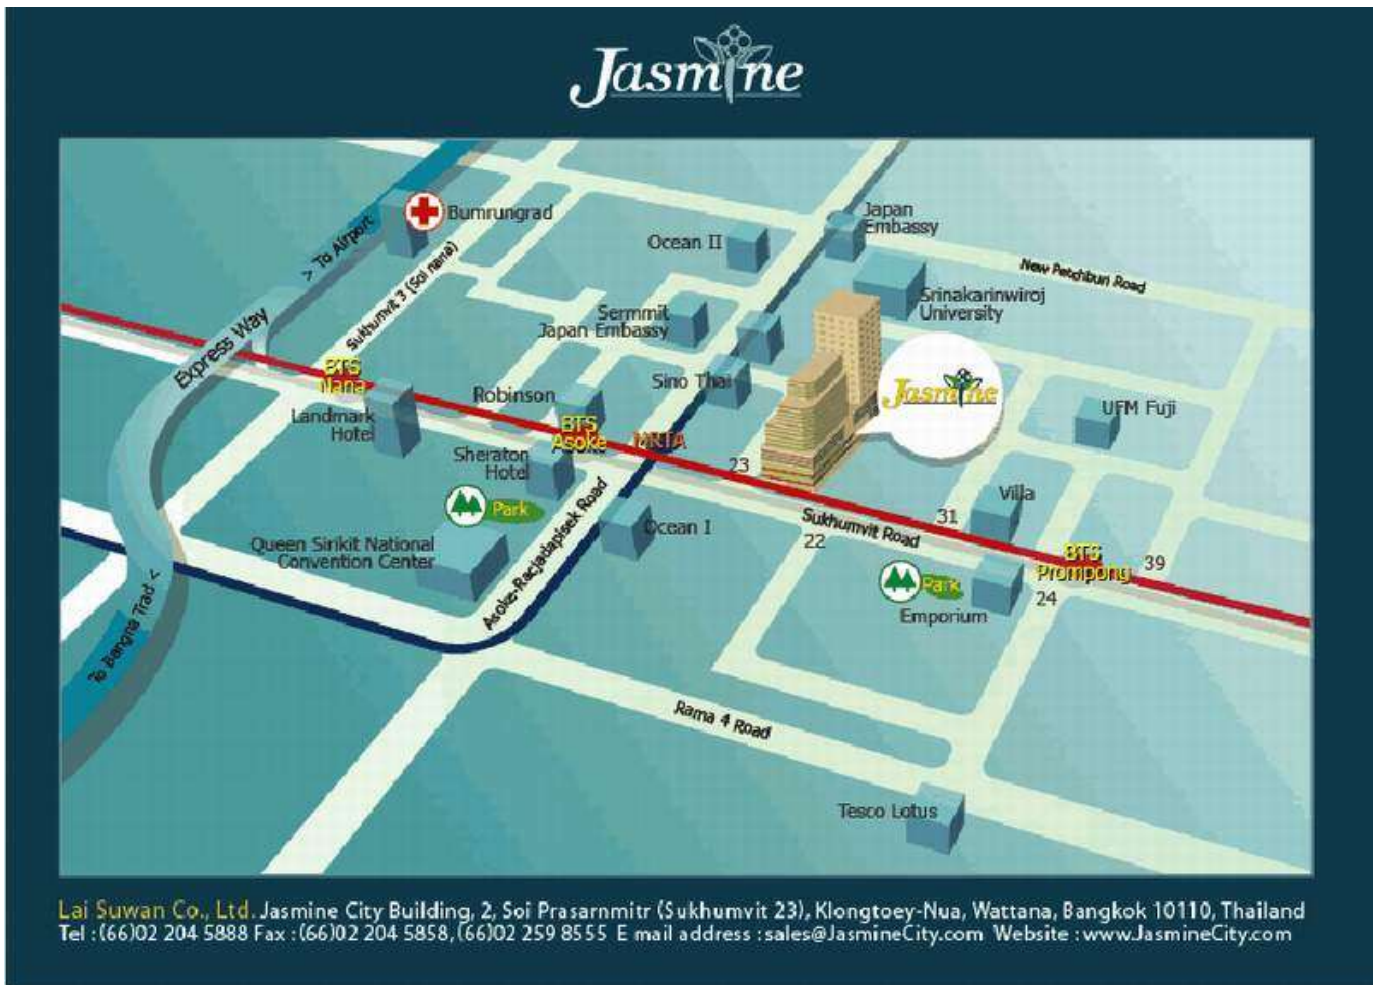 Jasmine
Bumrungrad
> To Airport
Sukhumvit 3 (Soi nana)
Express Way
Ocean II
Japan
Embassy
New Petchburi Road
Srinakarinwiroj
University
Sermmit
Japan Embassy
BTS
Nana
Landmark
Hotel
Robinson
Sino Thai
Jasmine
UFM Fuji
BTS
Asoke
MRTA
Sheraton
Hotel
23
Park
Queen Sirikit National
Convention Center
Asoke-Racjadapisek Road
Ocean I
Villa
31
Sukhumvit Road
22
BTS
Prompong
39
24
Park
Emporium
To Bangna Trad <
Rama 4 Road
Tesco Lotus
Lai Suwan Co., Ltd. Jasmine City Building, 2, Soi Prasarnmitr (Sukhumvit 23), Klongtoey-Nua, Wattana, Bangkok 10110, Thailand
Tel :(66)02 204 5888 Fax :(66)02 204 5858,(66)02 259 8555 E mail address :sales@JasmineCity.com Website :www.JasmineCity.com